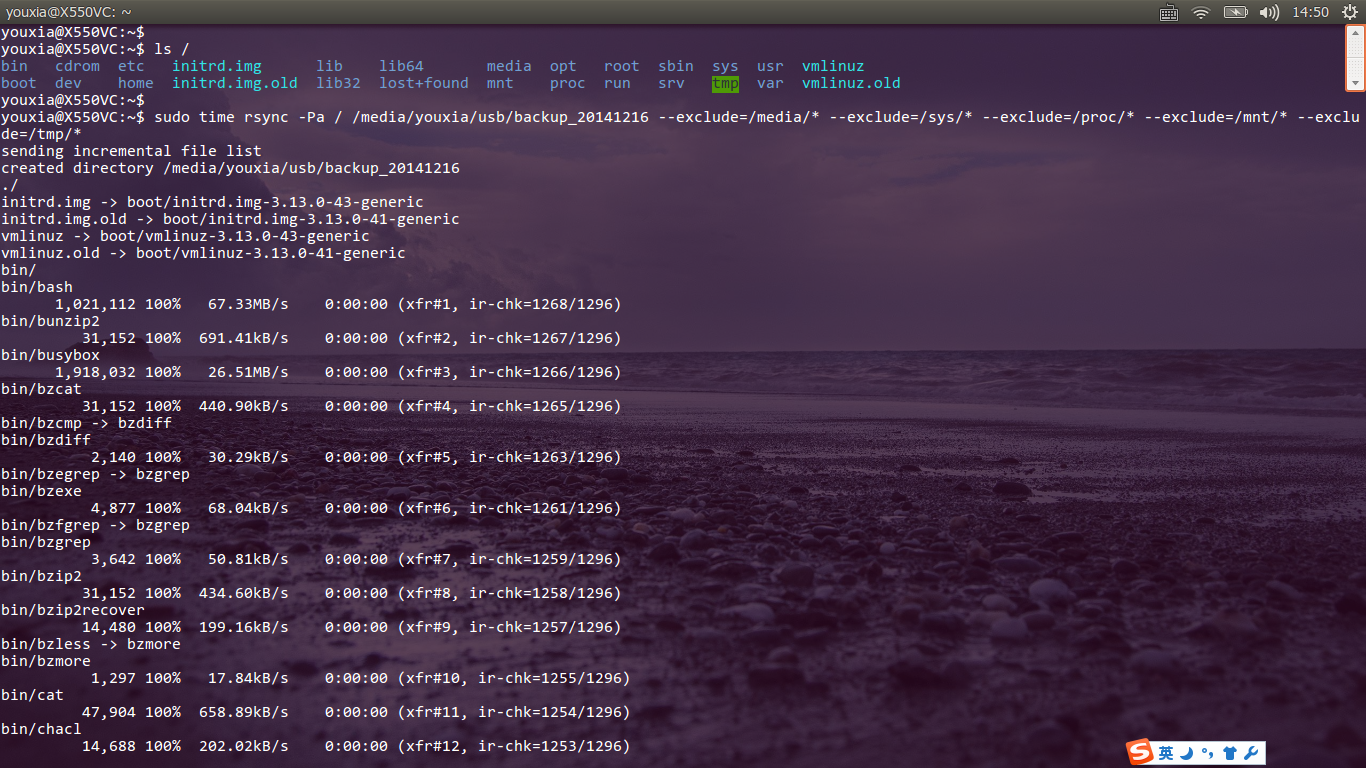 youxia@X550VC: ~ 14:50
youxia@X550VC:~$
youxia@X550VC:~$ ls /
bin cdrom etc initrd.img lib lib64 media opt root sbin sys usr vmlinuz
boot dev home initrd.img.old lib32 lost+found mnt proc run srv tmp var vmlinuz.old
youxia@X550VC:~$
youxia@X550VC:~$ sudo time rsync -Pa / /media/youxia/usb/backup_20141216 --exclude=/media/* --exclude=/sys/* --exclude=/proc/* --exclude=/mnt/* --exclu
de=/tmp/*
sending incremental file list
created directory /media/youxia/usb/backup_20141216
./
initrd.img -> boot/initrd.img-3.13.0-43-generic
initrd.img.old -> boot/initrd.img-3.13.0-41-generic
vmlinuz -> boot/vmlinuz-3.13.0-43-generic
vmlinuz.old -> boot/vmlinuz-3.13.0-41-generic
bin/
bin/bash
1,021,112 100% 67.33MB/s 0:00:00 (xfr#1, ir-chk=1268/1296)
bin/bunzip2
31,152 100% 691.41kB/s 0:00:00 (xfr#2, ir-chk=1267/1296)
bin/busybox
1,918,032 100% 26.51MB/s 0:00:00 (xfr#3, ir-chk=1266/1296)
bin/bzcat
31,152 100% 440.90kB/s 0:00:00 (xfr#4, ir-chk=1265/1296)
bin/bzcmp -> bzdiff
bin/bzdiff
2,140 100% 30.29kB/s 0:00:00 (xfr#5, ir-chk=1263/1296)
bin/bzegrep -> bzgrep
bin/bzexe
4,877 100% 68.04kB/s 0:00:00 (xfr#6, ir-chk=1261/1296)
bin/bzfgrep -> bzgrep
bin/bzgrep
3,642 100% 50.81kB/s 0:00:00 (xfr#7, ir-chk=1259/1296)
bin/bzip2
31,152 100% 434.60kB/s 0:00:00 (xfr#8, ir-chk=1258/1296)
bin/bzip2recover
14,480 100% 199.16kB/s 0:00:00 (xfr#9, ir-chk=1257/1296)
bin/bzless -> bzmore
bin/bzmore
1,297 100% 17.84kB/s 0:00:00 (xfr#10, ir-chk=1255/1296)
bin/cat
47,904 100% 658.89kB/s 0:00:00 (xfr#11, ir-chk=1254/1296)
bin/chacl
14,688 100% 202.02kB/s 0:00:00 (xfr#12, ir-chk=1253/1296)
S 英